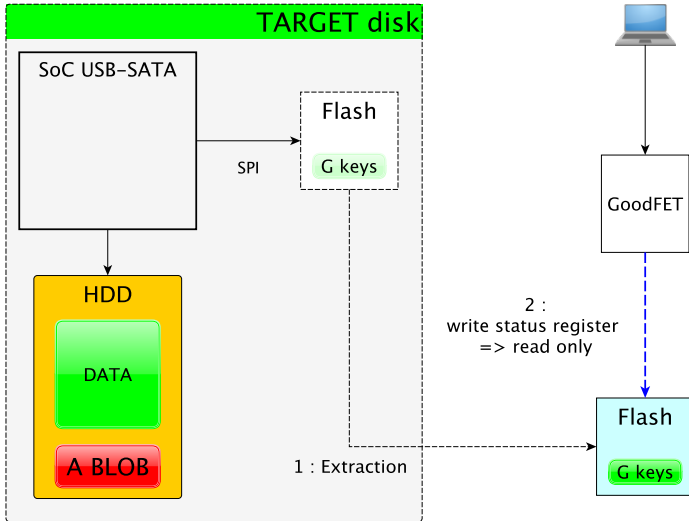 TARGET disk
SoC USB-SATA
Flash
G keys
SPI
GoodFET
HDD
DATA
A BLOB
2 :
write status register
=> read only
1 : Extraction
Flash
G keys